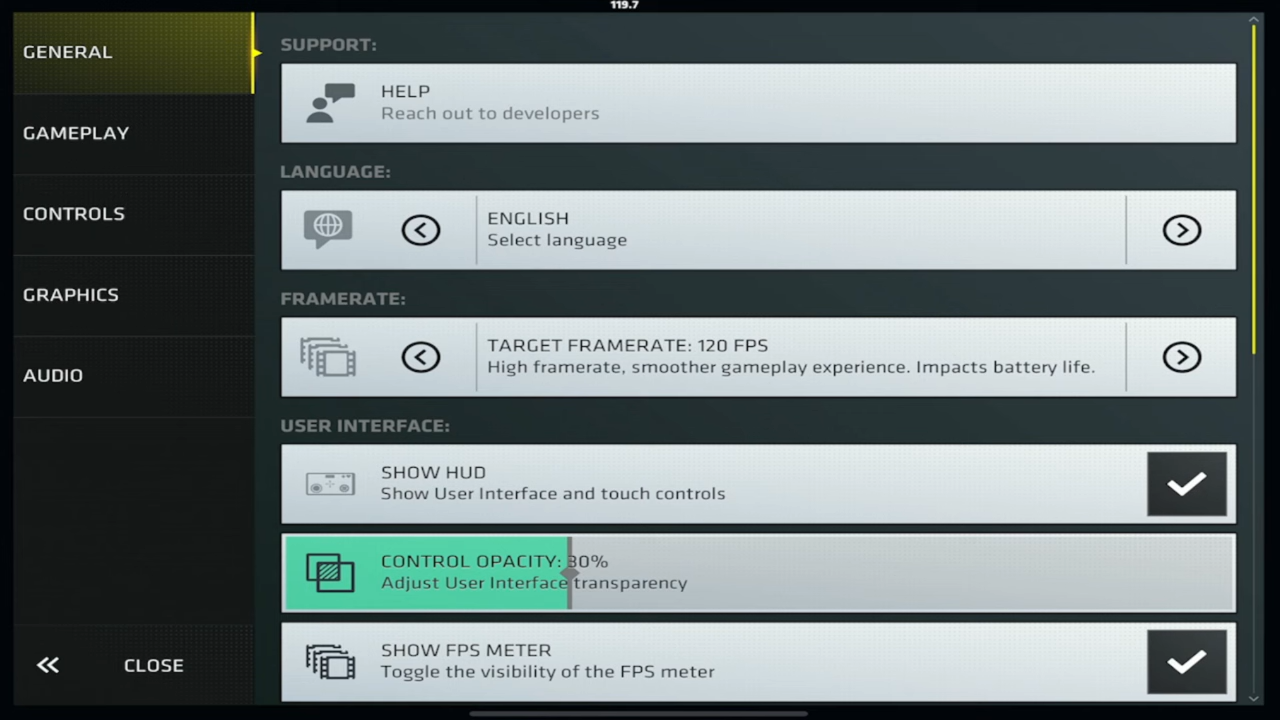 119.7
GENERAL
GAMEPLAY
CONTROLS
GRAPHICS
AUDIO
CLOSE
SUPPORT:
HELP
Reach out to developers
LANGUAGE:
ENGLISH
Select language
FRAMERATE:
TARGET FRAMERATE: 120 FPS
High framerate, smoother gameplay experience. Impacts battery life.
USER INTERFACE:
SHOW HUD
Show User Interface and touch controls
CONTROL OPACITY: 30%
Adjust User Interface transparency
SHOW FPS METER
Toggle the visibility of the FPS meter